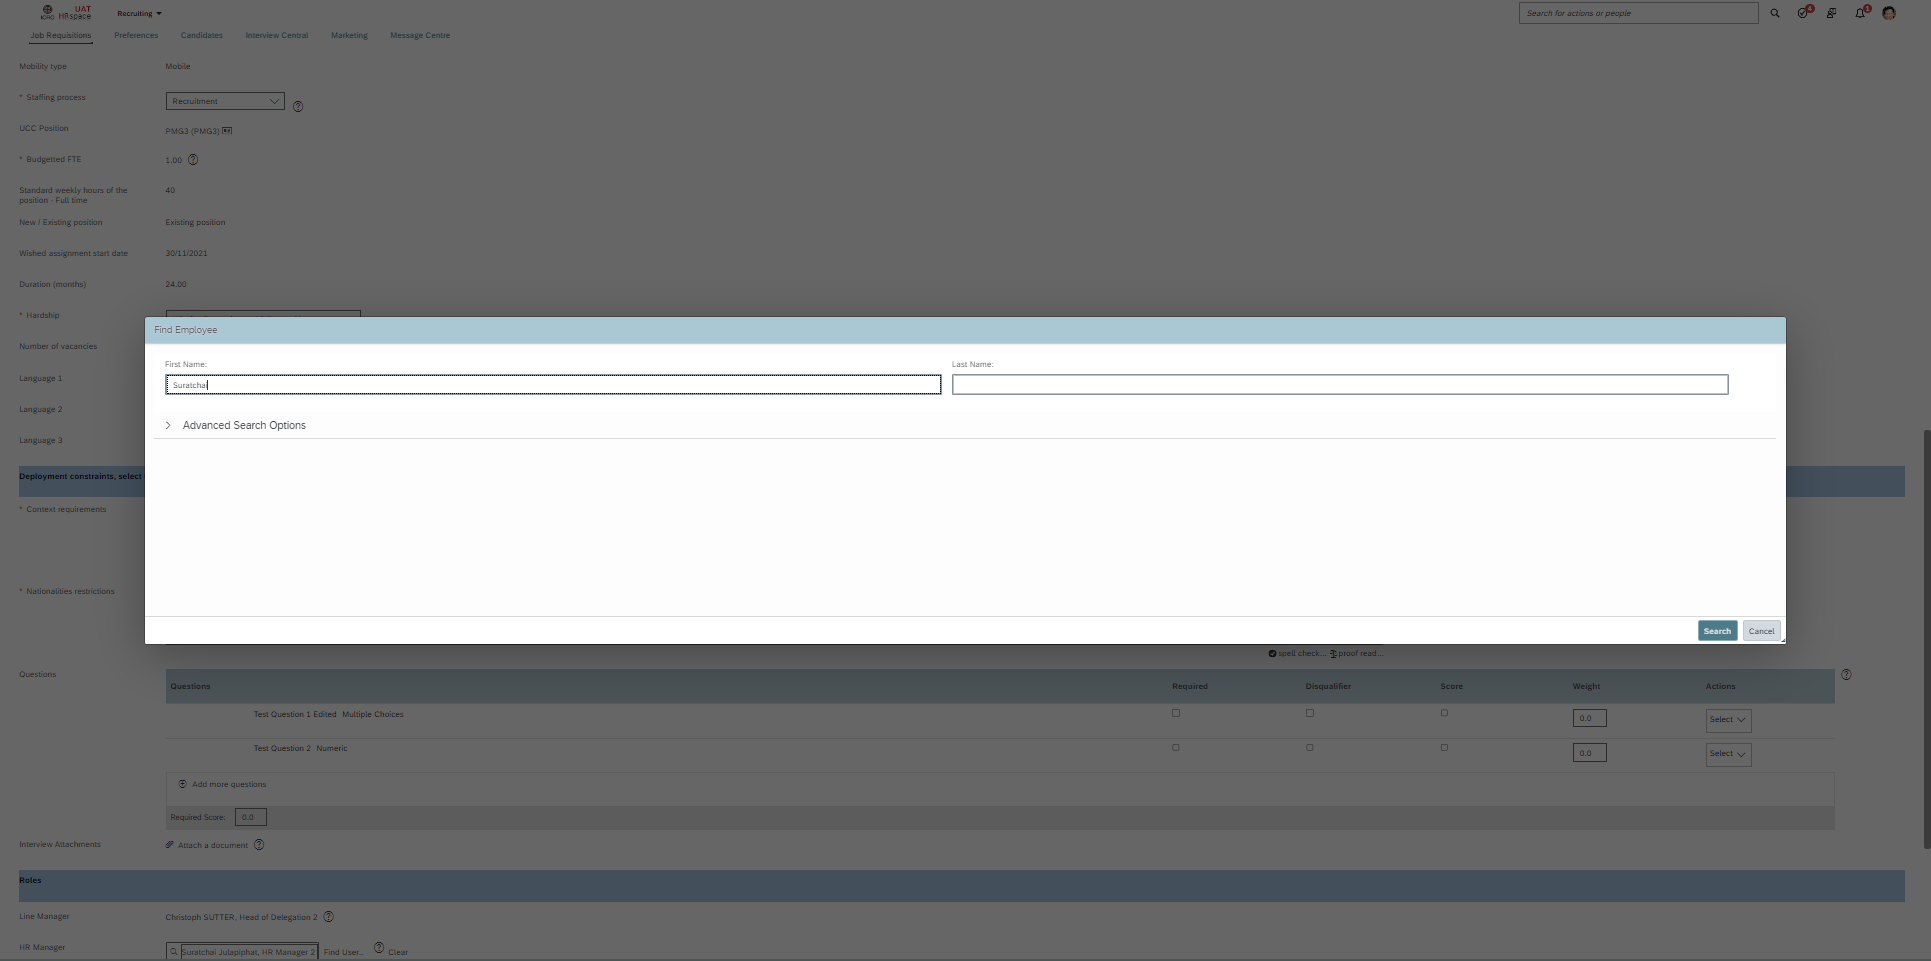 UAT
ICRC HRspace
Recruiting
Search for actions or people
4
1
Job Requisitions
Preferences
Candidates
Interview Central
Marketing
Message Centre
Mobility type
Mobile
* Staffing process
Recruitment
UCC Position
PMG3 (PMG3)
* Budgetted FTE
1.00
Standard weekly hours of the
position - Full time
40
New / Existing position
Existing position
Wished assignment start date
30/11/2021
Duration (months)
24.00
* Hardship
Find Employee
Number of vacancies
First Name:
Last Name:
Language 1
Suratchai
Language 2
Advanced Search Options
Language 3
Deployment constraints, select
* Context requirements
* Nationalities restrictions
Search
Cancel
spell check...
proof read...
Questions
Questions
Required
Disqualifier
Score
Weight
Actions
Test Question 1 Edited Multiple Choices
0.0
Select
Test Question 2 Numeric
0.0
Select
Add more questions
Required Score:
0.0
Interview Attachments
Attach a document
Roles
Line Manager
Christoph SUTTER, Head of Delegation 2
HR Manager
Suratchai Julapiphat, HR Manager 2
Find User...
Clear